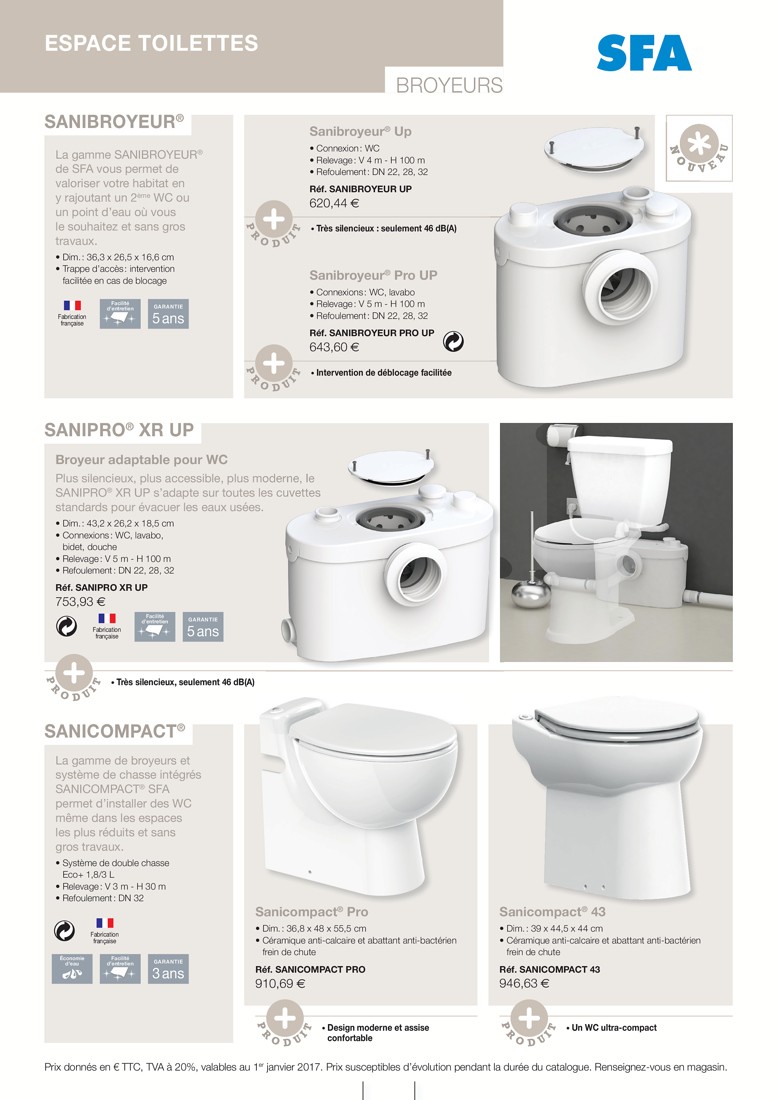 ESPACE TOILETTES
SFA
BROYEURS
SANIBROYEUR®
La gamme SANIBROYEUR®
de SFA vous permet de
valoriser votre habitat en
y rajoutant un 2ème WC ou
un point d'eau où vous
le souhaitez et sans gros
travaux.
• Dim. : 36,3 x 26,5 x 16,6 cm
• Trappe d'accès : intervention
facilitée en cas de blocage
Fabrication
française
Facilité
d'entretien
GARANTIE
5 ans
Sanibroyeur® Up
• Connexion : WC
• Relevage : V 4 m - H 100 m
• Refoulement : DN 22, 28, 32
Réf. SANIBROYEUR UP
620,44 €
PRODUIT
• Très silencieux : seulement 46 dB(A)
NOUVEAU
Sanibroyeur® Pro UP
• Connexions : WC, lavabo
• Relevage : V 5 m - H 100 m
• Refoulement : DN 22, 28, 32
Réf. SANIBROYEUR PRO UP
643,60 €
PRODUIT
• Intervention de déblocage facilitée
SANIPRO® XR UP
Broyeur adaptable pour WC
Plus silencieux, plus accessible, plus moderne, le
SANIPRO® XR UP s'adapte sur toutes les cuvettes
standards pour évacuer les eaux usées.
• Dim. : 43,2 x 26,2 x 18,5 cm
• Connexions : WC, lavabo,
bidet, douche
• Relevage : V 5 m - H 100 m
• Refoulement : DN 22, 28, 32
Réf. SANIPRO XR UP
753,93 €
Fabrication
française
Facilité
d'entretien
GARANTIE
5 ans
PRODUIT
• Très silencieux, seulement 46 dB(A)
SANICOMPACT®
La gamme de broyeurs et
système de chasse intégrés
SANICOMPACT® SFA
permet d'installer des WC
même dans les espaces
les plus réduits et sans
gros travaux.
• Système de double chasse
Eco+ 1,8/3 L
• Relevage : V 3 m - H 30 m
• Refoulement : DN 32
Fabrication
française
Économie
d'eau
Facilité
d'entretien
GARANTIE
3 ans
Sanicompact® Pro
• Dim. : 36,8 x 48 x 55,5 cm
• Céramique anti-calcaire et abattant anti-bactérien
frein de chute
Réf. SANICOMPACT PRO
910,69 €
PRODUIT
• Design moderne et assise
confortable
Sanicompact® 43
• Dim. : 39 x 44,5 x 44 cm
• Céramique anti-calcaire et abattant anti-bactérien
frein de chute
Réf. SANICOMPACT 43
946,63 €
PRODUIT
• Un WC ultra-compact
Prix donnés en € TTC, TVA à 20%, valables au 1er janvier 2017. Prix susceptibles d'évolution pendant la durée du catalogue. Renseignez-vous en magasin.